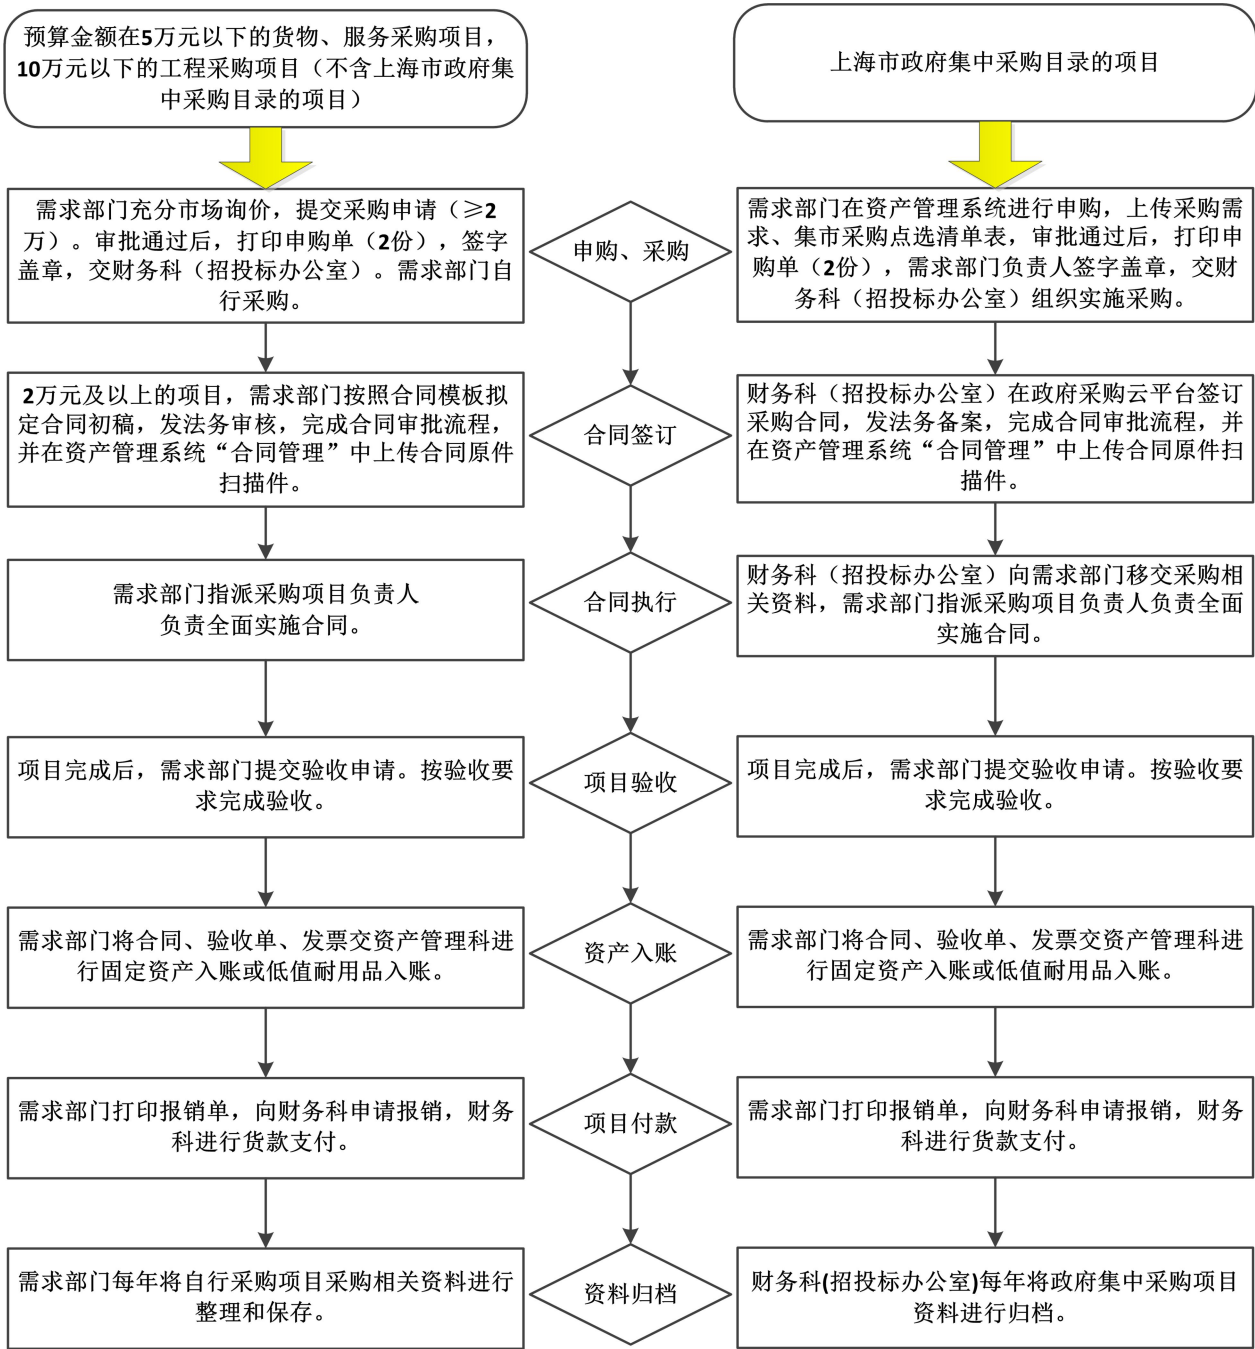 预算金额在5万元以下的货物、服务采购项目，
10万元以下的工程采购项目（不含上海市政府集
中采购目录的项目）
上海市政府集中采购目录的项目
需求部门充分市场询价，提交采购申请（≥2
万）。审批通过后，打印申购单（2份），签字
盖章，交财务科（招投标办公室）。需求部门自
行采购。
申购、采购
需求部门在资产管理系统进行申购，上传采购需
求、集市采购点选清单表，审批通过后，打印申
购单（2份），需求部门负责人签字盖章，交财
务科（招投标办公室）组织实施采购。
2万元及以上的项目，需求部门按照合同模板拟
定合同初稿，发法务审核，完成合同审批流程，
并在资产管理系统“合同管理”中上传合同原件
扫描件。
合同签订
财务科（招投标办公室）在政府采购云平台签订
采购合同，发法务备案，完成合同审批流程，并
在资产管理系统“合同管理”中上传合同原件扫
描件。
需求部门指派采购项目负责人
负责全面实施合同。
合同执行
财务科（招投标办公室）向需求部门移交采购相
关资料，需求部门指派采购项目负责人负责全面
实施合同。
项目完成后，需求部门提交验收申请。按验收要
求完成验收。
项目验收
项目完成后，需求部门提交验收申请。按验收要
求完成验收。
需求部门将合同、验收单、发票交资产管理科进
行固定资产入账或低值耐用品入账。
资产入账
需求部门将合同、验收单、发票交资产管理科进
行固定资产入账或低值耐用品入账。
需求部门打印报销单，向财务科申请报销，财务
科进行货款支付。
项目付款
需求部门打印报销单，向财务科申请报销，财务
科进行货款支付。
需求部门每年将自行采购项目采购相关资料进行
整理和保存。
资料归档
财务科(招投标办公室)每年将政府集中采购项目
资料进行归档。